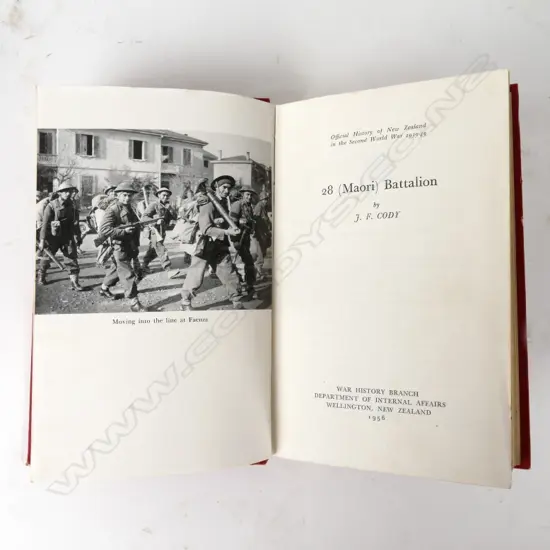 Moving into the line at Faenza
Official History of New Zealand
in the Second World War 1939-45
28 (Maori) Battalion
by
J. F. CODY
WAR HISTORY BRANCH
DEPARTMENT OF INTERNAL AFFAIRS
WELLINGTON, NEW ZEALAND
1956